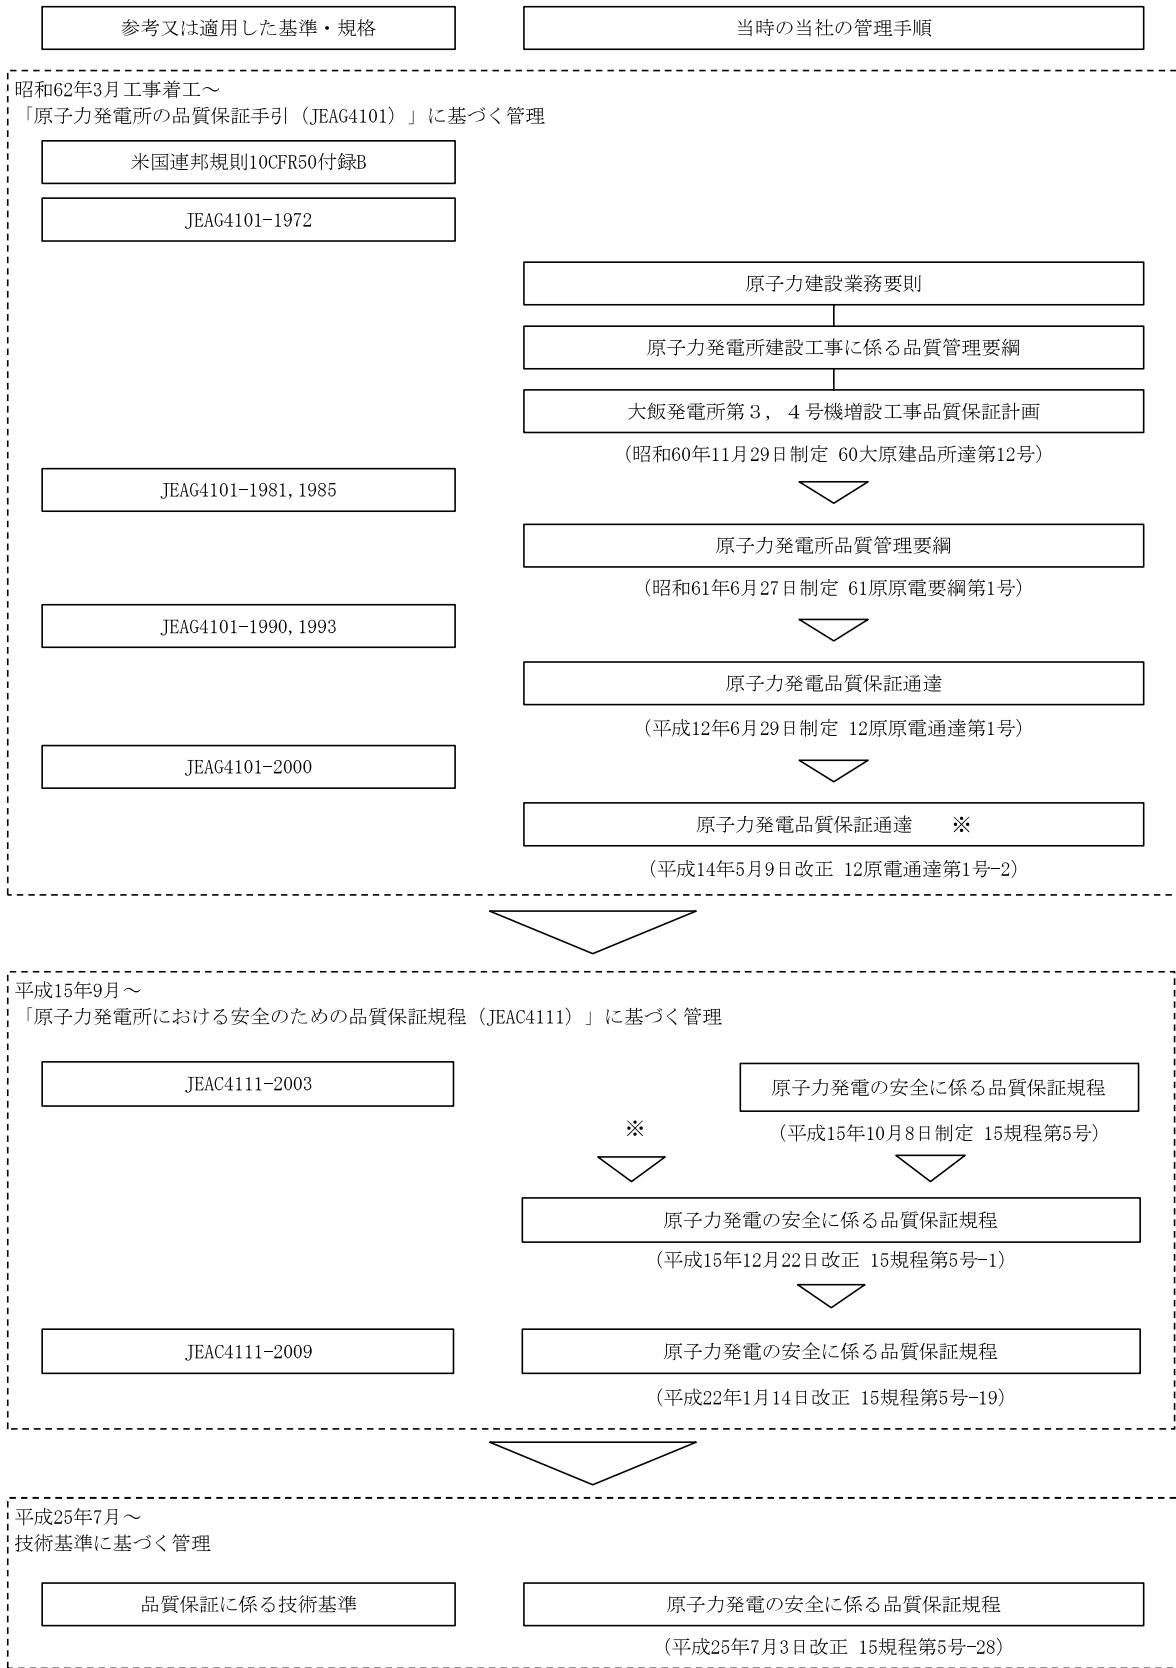 参考又は適用した基準・規格
当時の当社の管理手順
昭和62年3月工事着工～
「原子力発電所の品質保証手引（JEAG4101）」に基づく管理
米国連邦規則10CFR50付録B
JEAG4101-1972
原子力建設業務要則
原子力発電所建設工事に係る品質管理要綱
大飯発電所第３，４号機増設工事品質保証計画
（昭和60年11月29日制定 60大原建品所達第12号）
JEAG4101-1981,1985
原子力発電所品質管理要綱
（昭和61年6月27日制定 61原原電要綱第1号）
JEAG4101-1990,1993
原子力発電品質保証通達
（平成12年6月29日制定 12原原電通達第1号）
JEAG4101-2000
原子力発電品質保証通達　※
（平成14年5月9日改正 12原電通達第1号-2）
平成15年9月～
「原子力発電所における安全のための品質保証規程（JEAC4111）」に基づく管理
JEAC4111-2003
原子力発電の安全に係る品質保証規程
（平成15年10月8日制定 15規程第5号）
※
原子力発電の安全に係る品質保証規程
（平成15年12月22日改正 15規程第5号-1）
JEAC4111-2009
原子力発電の安全に係る品質保証規程
（平成22年1月14日改正 15規程第5号-19）
平成25年7月～
技術基準に基づく管理
品質保証に係る技術基準
原子力発電の安全に係る品質保証規程
（平成25年7月3日改正 15規程第5号-28）